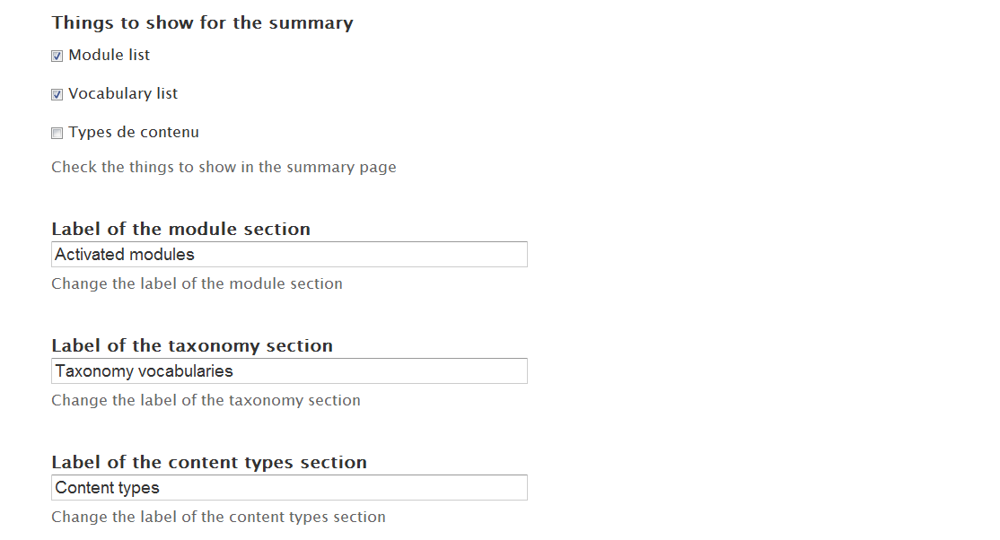 Things to show for the summary
Module list
Vocabulary list
Types de contenu
Check the things to show in the summary page
Label of the module section
Activated modules
Change the label of the module section
Label of the taxonomy section
Taxonomy vocabularies
Change the label of the taxonomy section
Label of the content types section
Content types
Change the label of the content types section